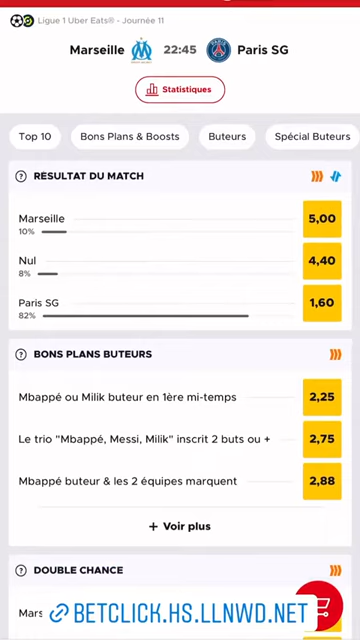 Ligue 1 Uber Eats® - Journée 11
Marseille 22:45 Paris SG
Statistiques
Top 10 Bons Plans & Boosts Buteurs Spécial Buteurs
RESULTAT DU MATCH
Marseille 5,00
10%
Nul 4,40
8%
Paris SG 1,60
82%
BONS PLANS BUTEURS
Mbappé ou Milik buteur en 1ère mi-temps 2,25
Le trio "Mbappé, Messi, Milik" inscrit 2 buts ou + 2,75
Mbappé buteur & les 2 équipes marquent 2,88
+ Voir plus
DOUBLE CHANCE
Mars
BETCLICK.HS.LLNWD.NET